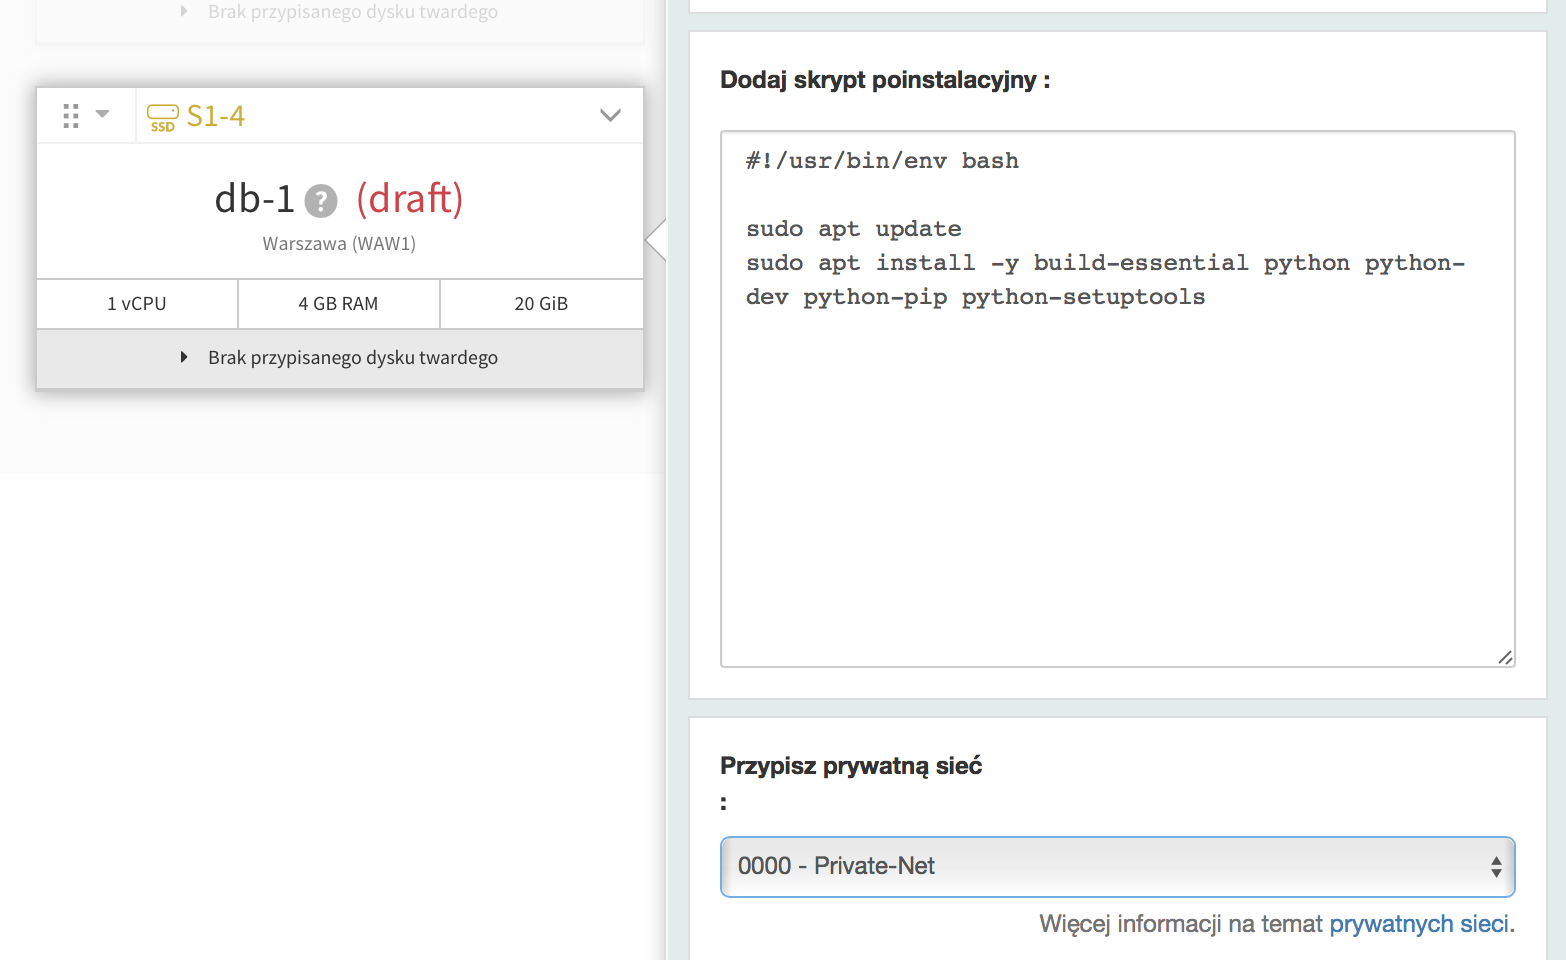 Brak przypisanego dysku twardego
SSD S1-4
db-1 ? (draft)
Warszawa (WAW1)
1 vCPU 4 GB RAM 20 GiB
Brak przypisanego dysku twardego
Dodaj skrypt poinstalacyjny :
#!/usr/bin/env bash
sudo apt update
sudo apt install -y build-essential python python-
dev python-pip python-setuptools
Przypisz prywatną sieć
:
0000 - Private-Net
Więcej informacji na temat prywatnych sieci.